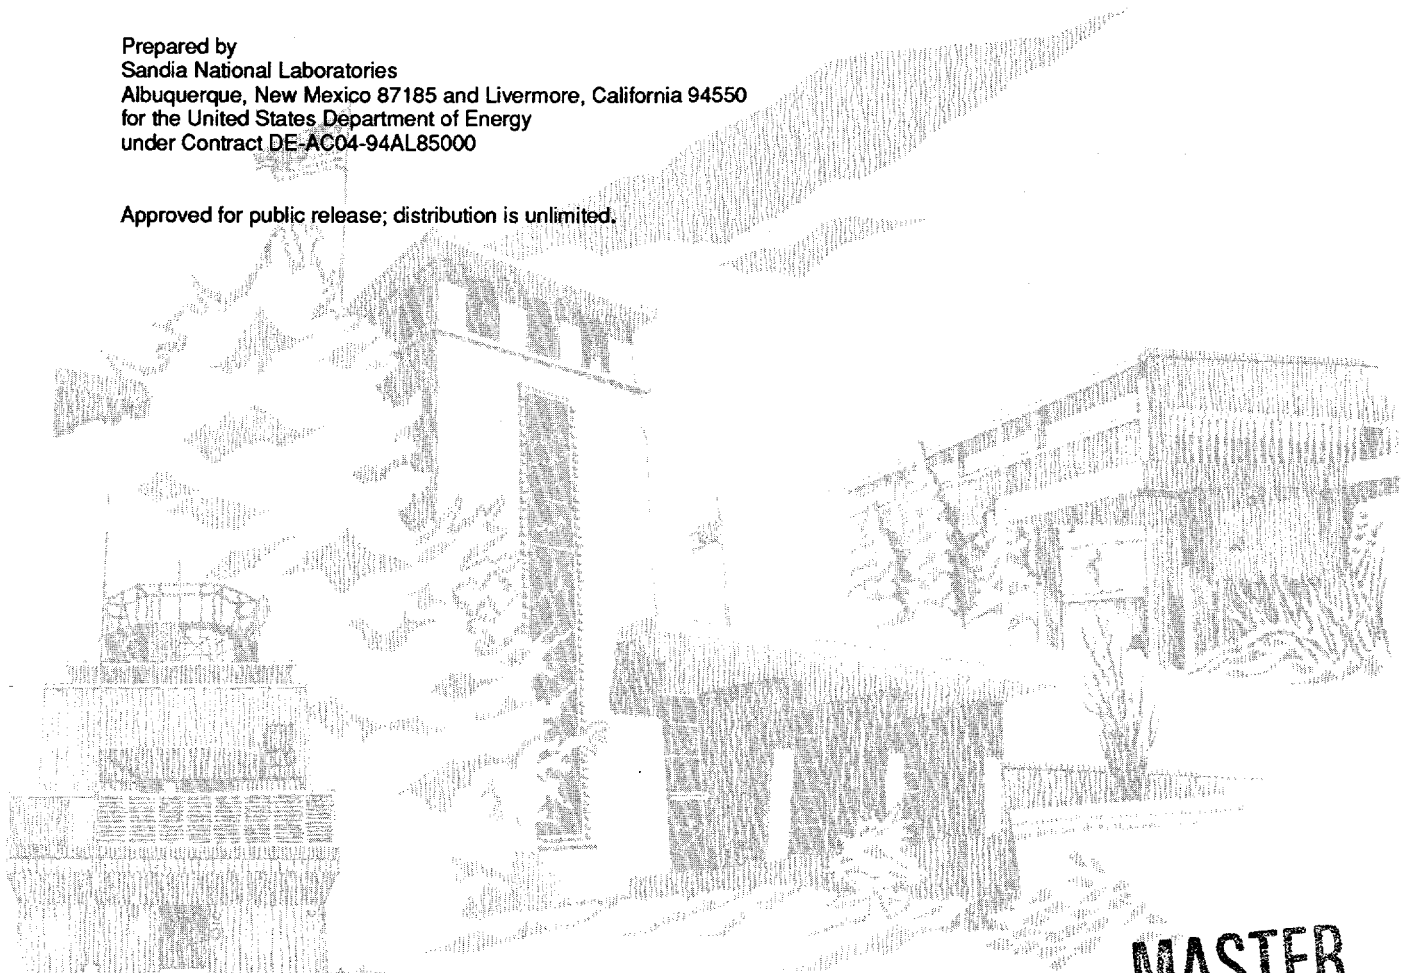 Prepared by
Sandia National Laboratories
Albuquerque, New Mexico 87185 and Livermore, California 94550
for the United States Department of Energy
under Contract DE-AC04-94AL85000
Approved for public release; distribution is unlimited.
MASTER